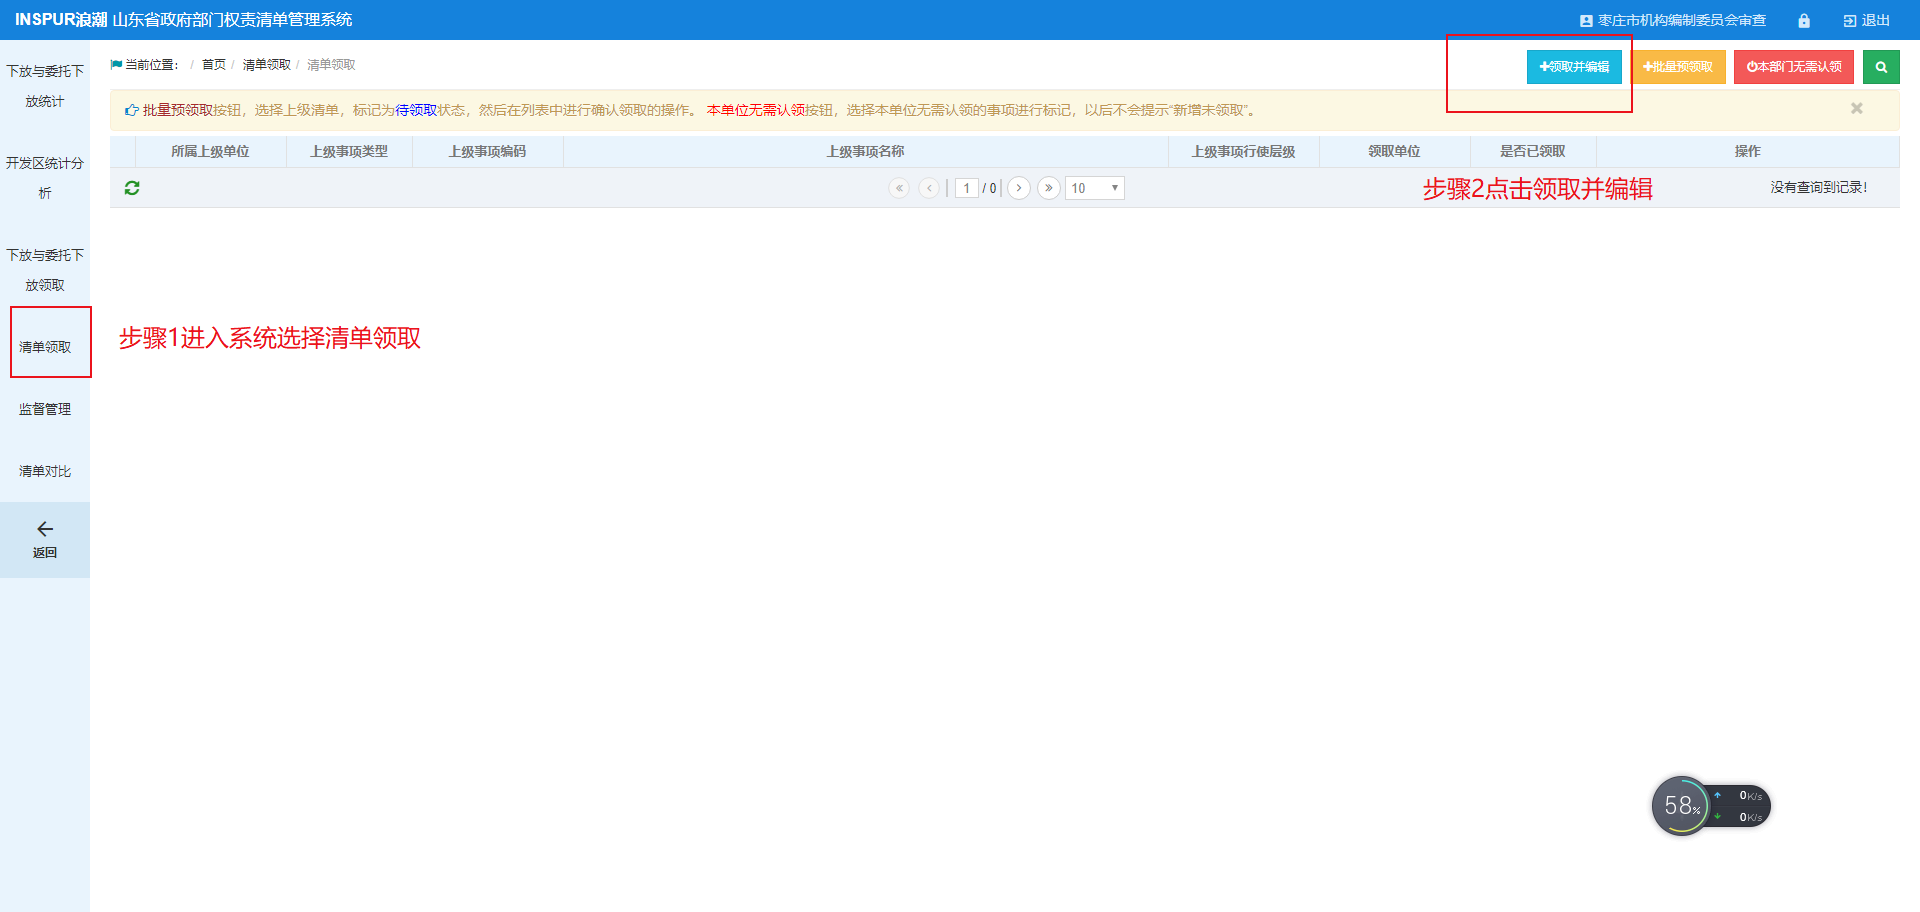 INSPUR浪潮 山东省政府部门权责清单管理系统
枣庄市机构编制委员会审查
退出
下放与委托下
放统计
开发区统计分
析
下放与委托下
放领取
清单领取
监督管理
清单对比
返回
当前位置： / 首页 / 清单领取 / 清单领取
领取并编辑
批量预领取
本部门无需认领
批量预领取按钮，选择上级清单，标记为待领取状态，然后在列表中进行确认领取的操作。 本单位无需认领按钮，选择本单位无需认领的事项进行标记，以后不会提示“新增未领取”。
所属上级单位 上级事项类型 上级事项编码 上级事项名称 上级事项行使层级 领取单位 是否已领取 操作
1 / 0 10
步骤2点击领取并编辑
没有查询到记录!
步骤1进入系统选择清单领取
58%
0K/s
0K/s